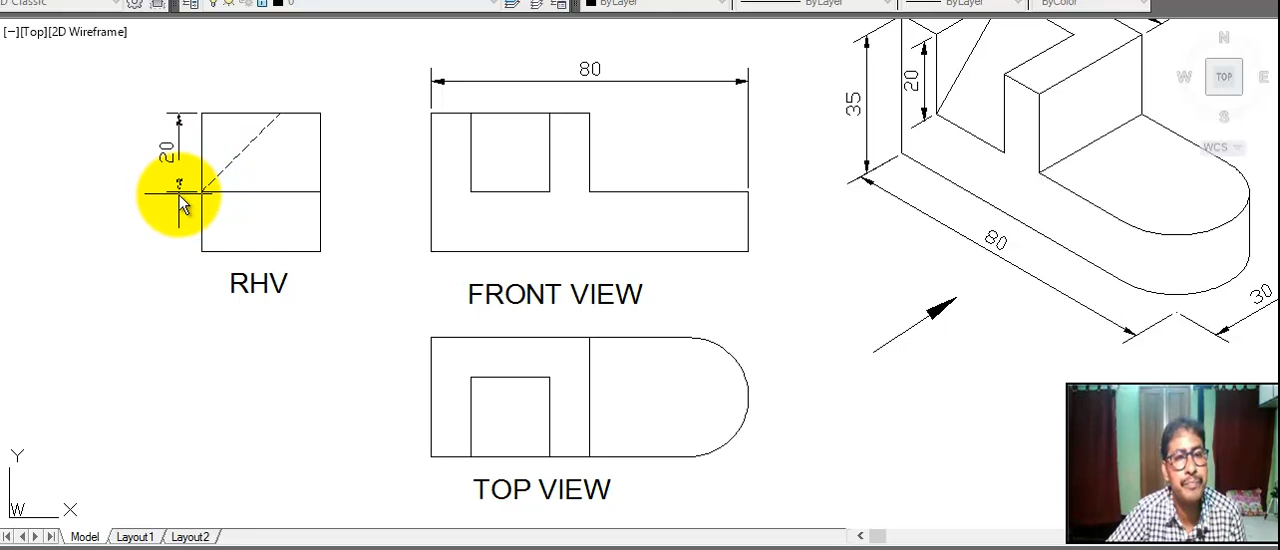 D Classic
0
ByLayer
ByLayer
ByLayer
ByColor
[−][Top][2D Wireframe]
80
20
RHV
FRONT VIEW
TOP VIEW
35
20
80
30
N
W
TOP
E
S
WCS
Y
W
X
Model
Layout1
Layout2